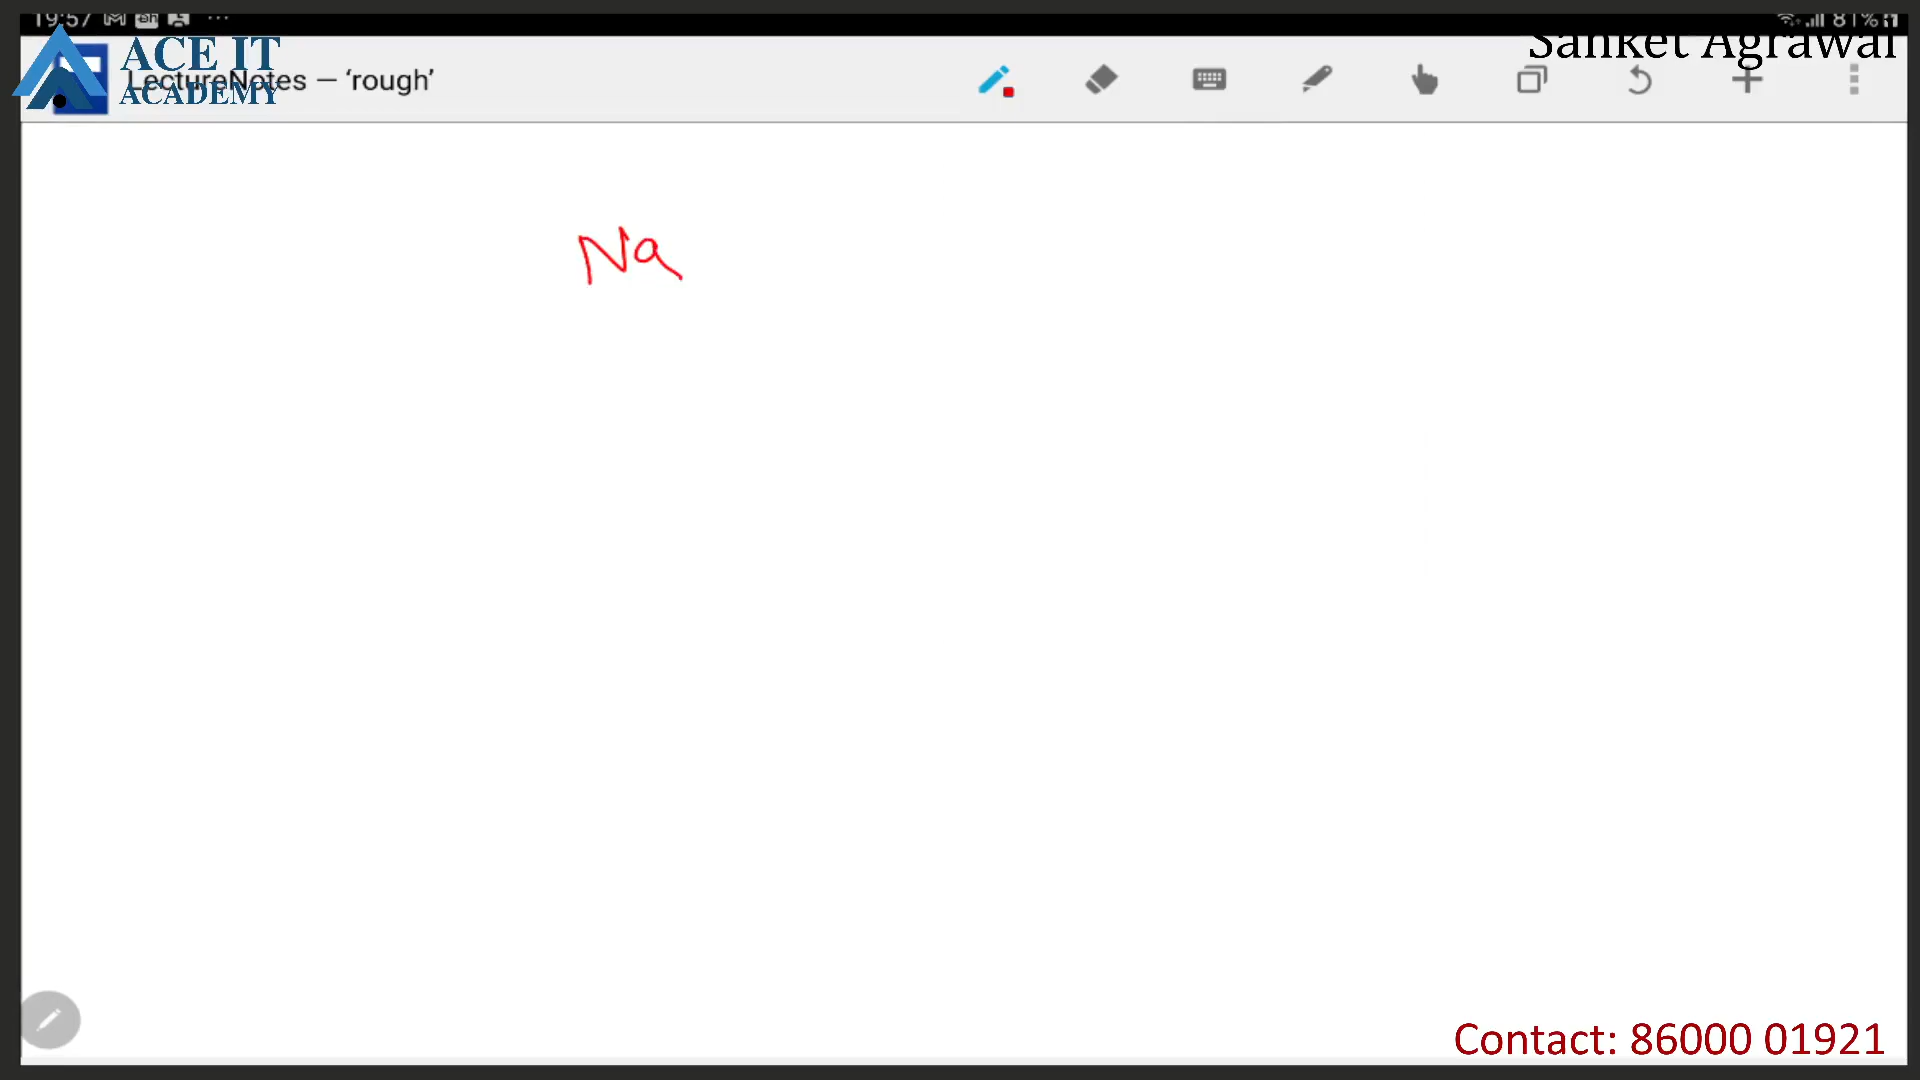 19:57 81%
Sanket Agrawal
ACE IT
ACADEMY
LectureNotes — ‘rough’
Na
Contact: 86000 01921